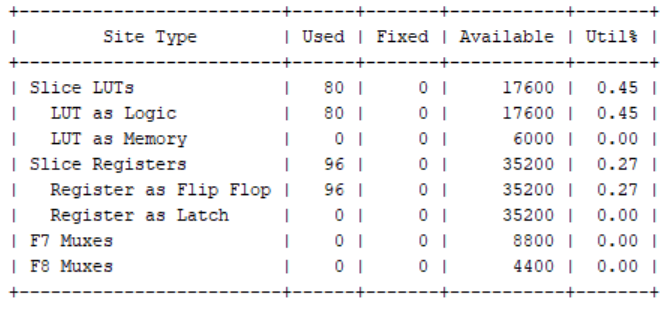 +-------------------------+------+-------+-----------+-------+
|        Site Type        | Used | Fixed | Available | Util% |
+-------------------------+------+-------+-----------+-------+
| Slice LUTs              |   80 |     0 |     17600 |  0.45 |
|   LUT as Logic          |   80 |     0 |     17600 |  0.45 |
|   LUT as Memory         |    0 |     0 |      6000 |  0.00 |
| Slice Registers         |   96 |     0 |     35200 |  0.27 |
|   Register as Flip Flop |   96 |     0 |     35200 |  0.27 |
|   Register as Latch     |    0 |     0 |     35200 |  0.00 |
| F7 Muxes                |    0 |     0 |      8800 |  0.00 |
| F8 Muxes                |    0 |     0 |      4400 |  0.00 |
+-------------------------+------+-------+-----------+-------+